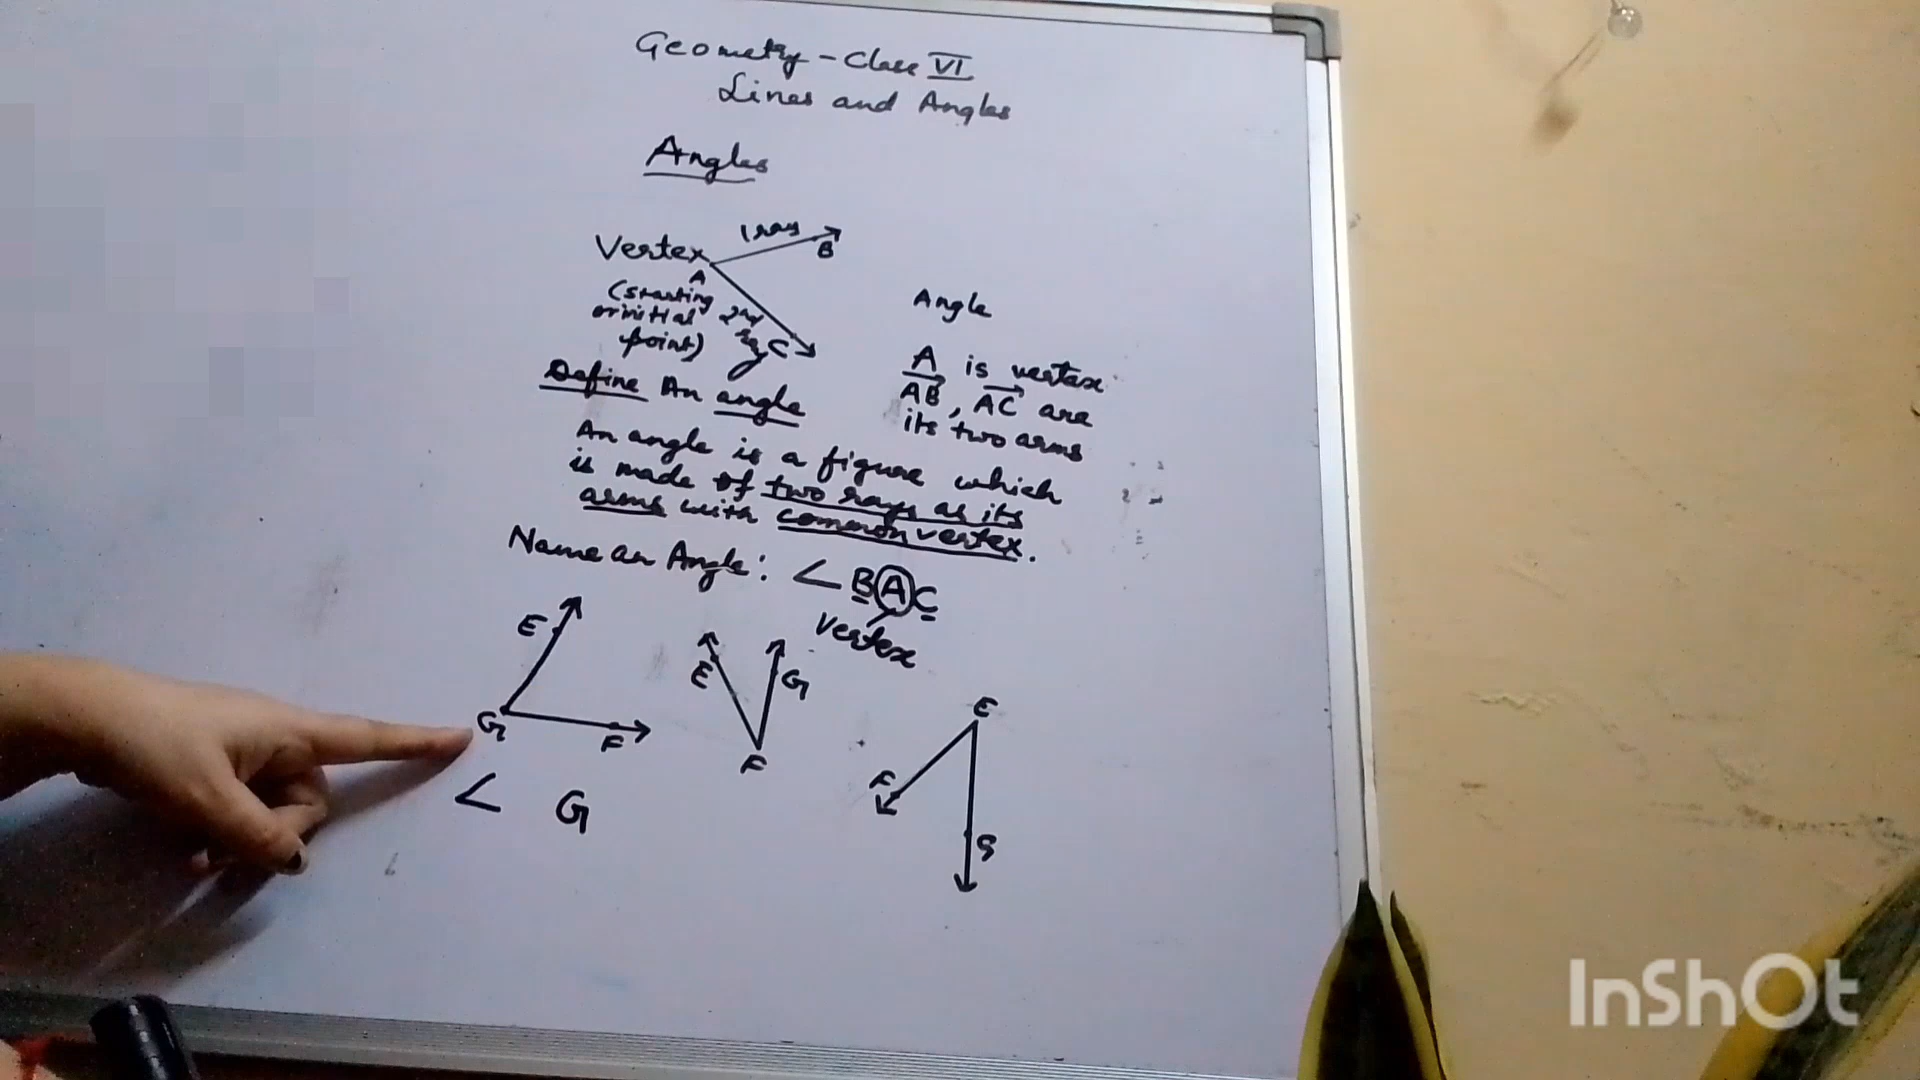 Geometry - Class VI
Lines and Angles
Angles
1 ray
Vertex
B
A
(starting
or initial
point)
2nd
ray
C
Angle
A is vertex
AB, AC are
its two arms
Define An angle
An angle is a figure which
is made of two rays as its
arms with common vertex.
Name an Angle: ∠BAC
Vertex
E
G
F
E
G
F
E
F
G
∠ G
InShOt